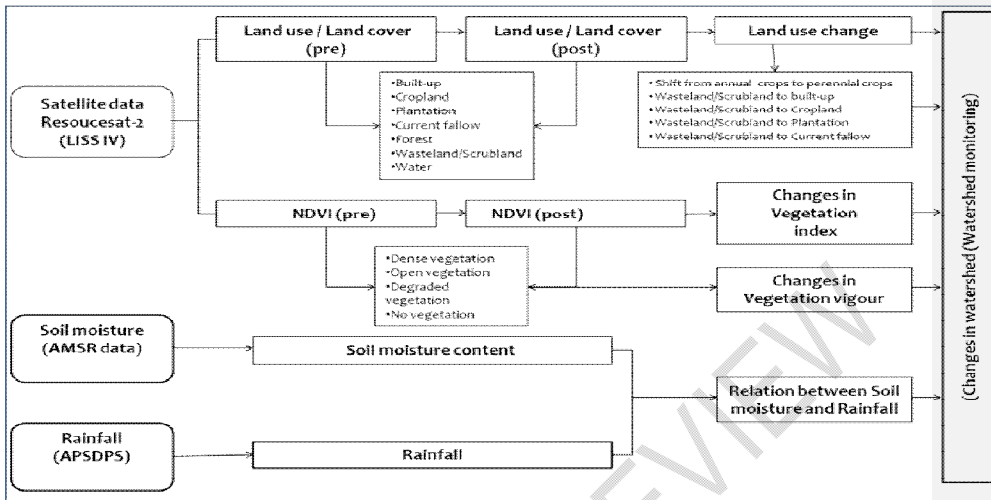 Land use / Land cover
(pre)
Land use / Land cover
(post)
Land use change
Satellite data
Resoucesat-2
(LISS IV)
•Built-up
•Cropland
•Plantation
•Current fallow
•Forest
•Wasteland/Scrubland
•Water
•Shift from annual crops to perennial crops
•Wasteland/Scrubland to built-up
•Wasteland/Scrubland to Cropland
•Wasteland/Scrubland to Plantation
•Wasteland/Scrubland to Current fallow
NDVI (pre)
NDVI (post)
Changes in
Vegetation
index
•Dense vegetation
•Open vegetation
•Degraded
vegetation
•No vegetation
Changes in
Vegetation vigour
Soil moisture
(AMSR data)
Soil moisture content
Relation between Soil
moisture and Rainfall
Rainfall
(APSDPS)
Rainfall
(Changes in watershed (Watershed monitoring)
EVIEW